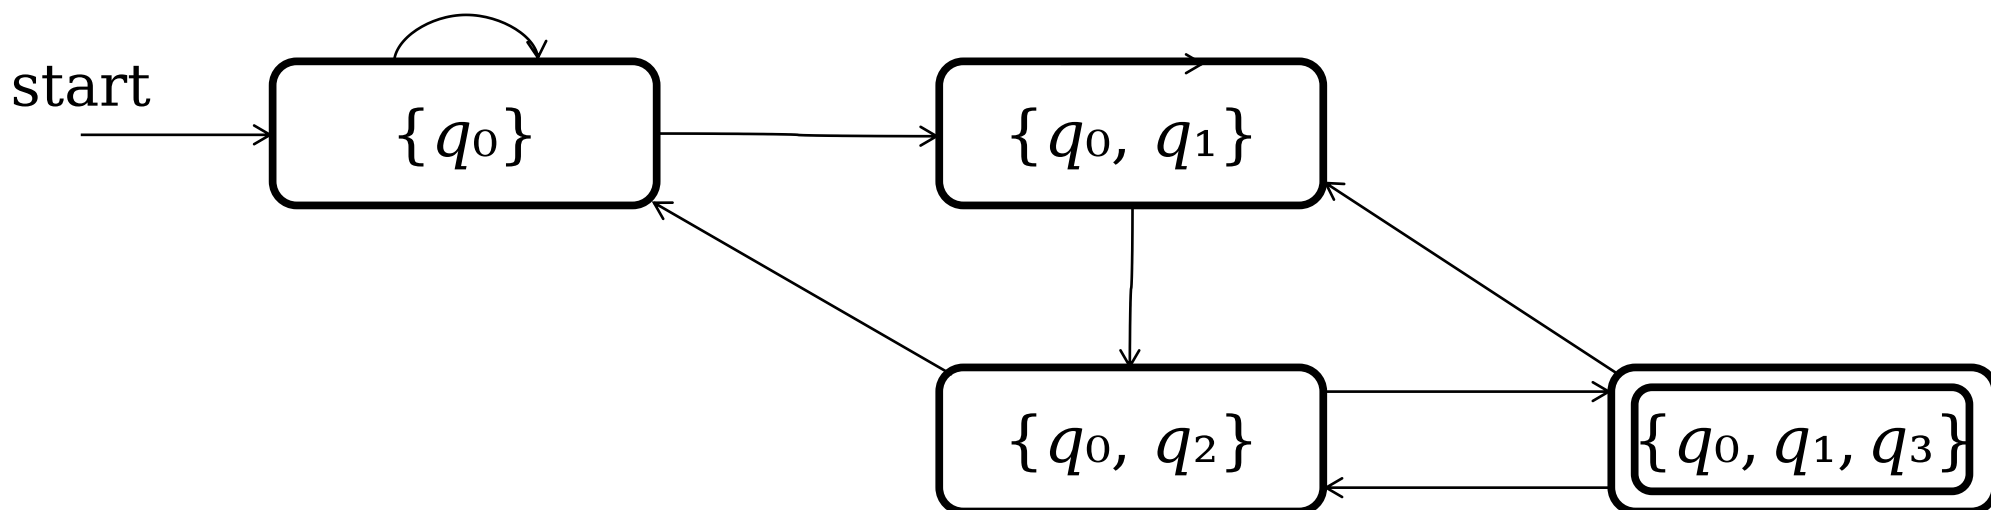 start
{q₀}
{q₀, q₁}
{q₀, q₂}
{q₀, q₁, q₃}